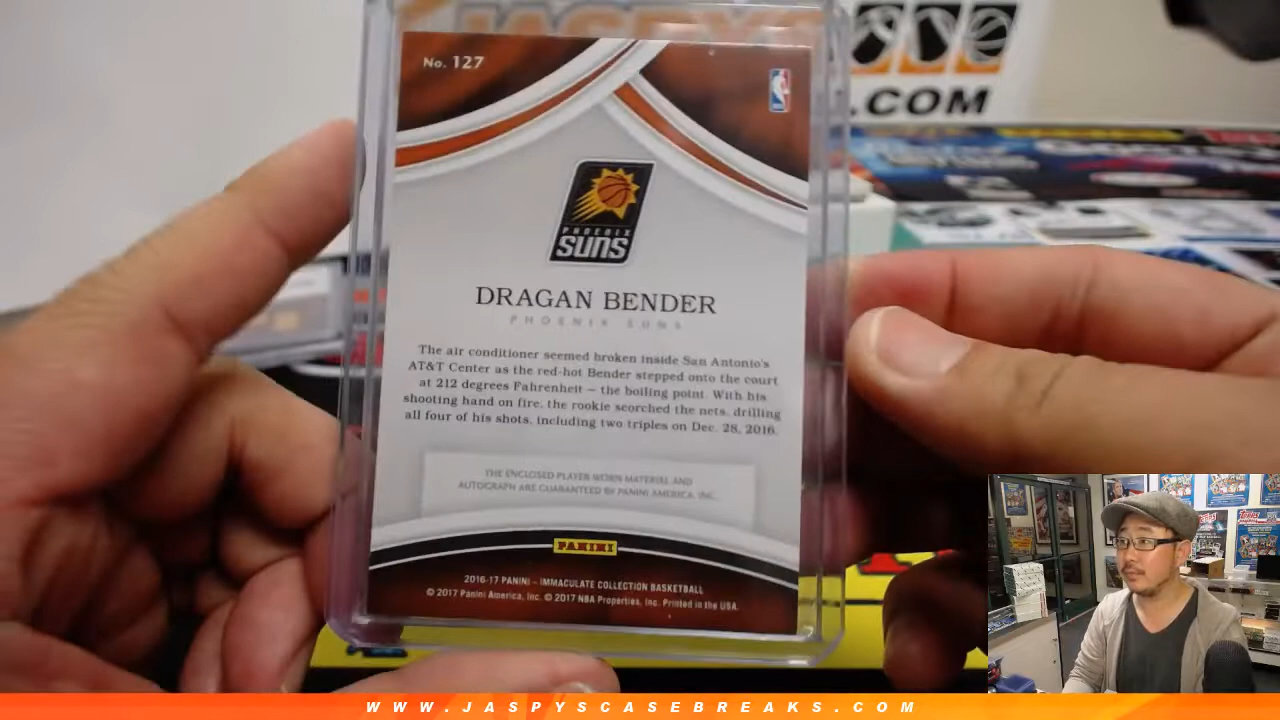 JASPY'S
.COM
No. 127
PHOENIX
SUNS
DRAGAN BENDER
PHOENIX SUNS
The air conditioner seemed broken inside San Antonio's
AT&T Center as the red-hot Bender stepped onto the court
at 212 degrees Fahrenheit — the boiling point. With his
shooting hand on fire, the rookie scorched the nets, drilling
all four of his shots, including two triples on Dec. 28, 2016.
THE ENCLOSED PLAYER-WORN MATERIAL AND
AUTOGRAPH ARE GUARANTEED BY PANINI AMERICA, INC.
PANINI
2016-17 PANINI – IMMACULATE COLLECTION BASKETBALL
© 2017 Panini America, Inc. © 2017 NBA Properties, Inc. Printed in the USA.
WWW.JASPYSCASEBREAKS.COM